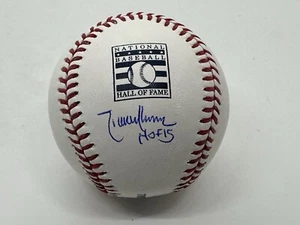 NATIONAL
BASEBALL
HALL OF FAME
HOF 15